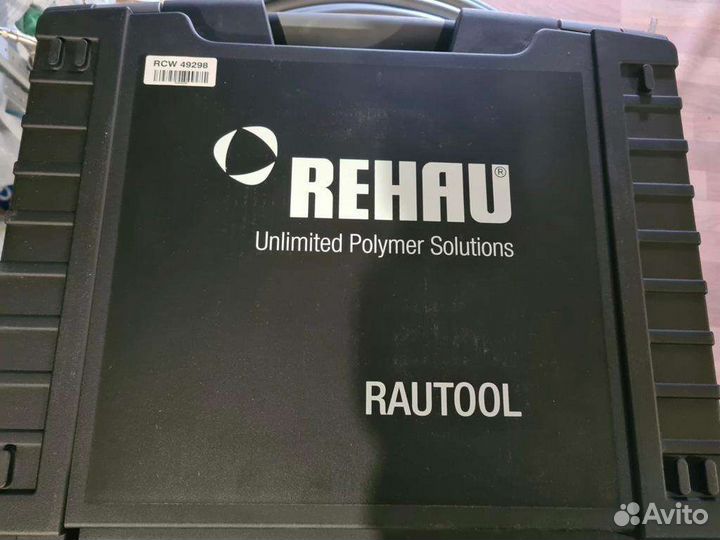 RCW 49298
REHAU®
Unlimited Polymer Solutions
RAUTOOL
Avito